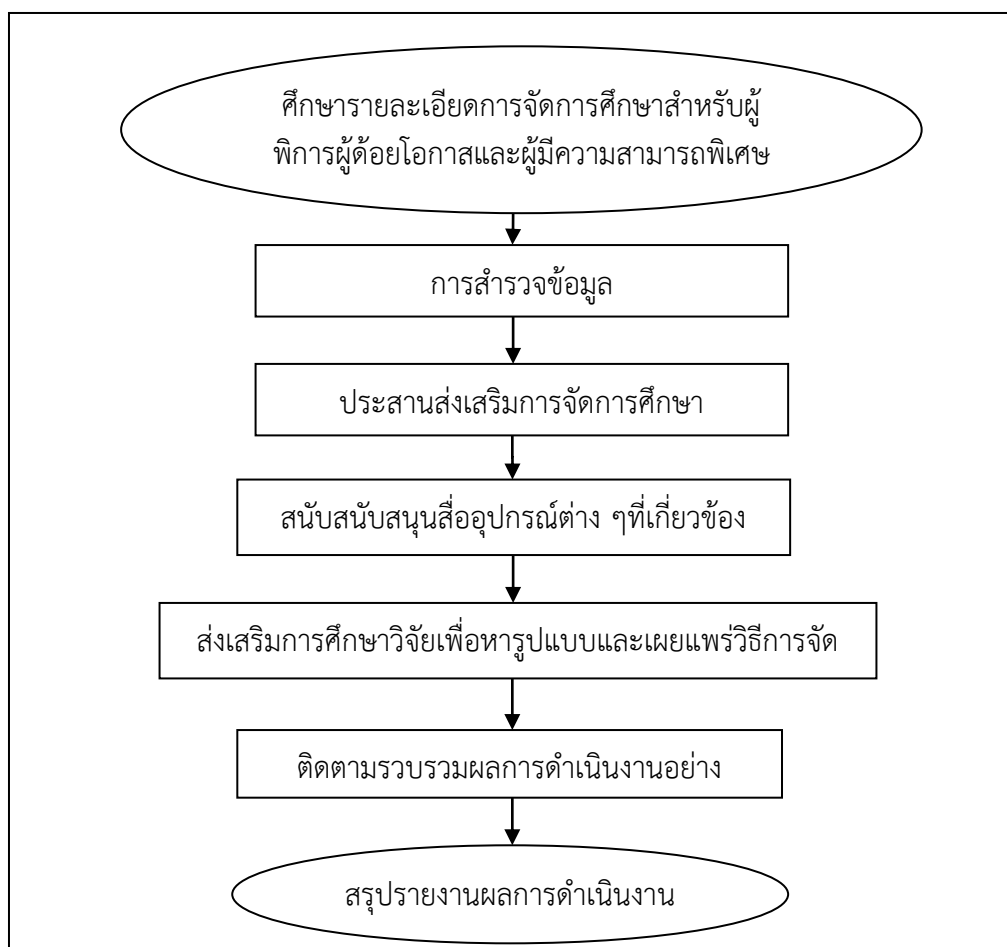 ศึกษารายละเอียดการจัดการศึกษาสำหรับผู้
พิการผู้ด้อยโอกาสและผู้มีความสามารถพิเศษ
การสำรวจข้อมูล
ประสานส่งเสริมการจัดการศึกษา
สนับสนับสนุนสื่ออุปกรณ์ต่าง ๆที่เกี่ยวข้อง
ส่งเสริมการศึกษาวิจัยเพื่อหารูปแบบและเผยแพร่วิธีการจัด
ติดตามรวบรวมผลการดำเนินงานอย่าง
สรุปรายงานผลการดำเนินงาน